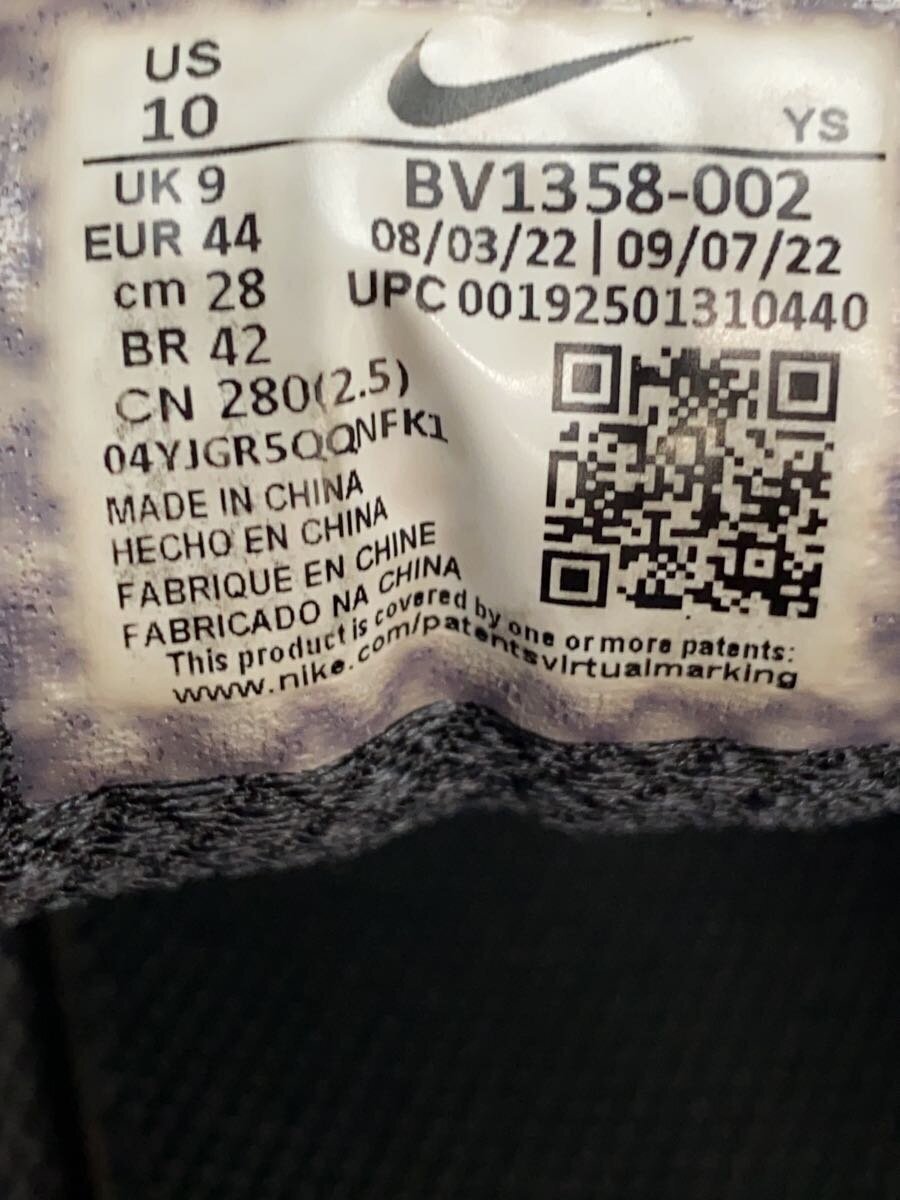 US
10
YS
UK 9
EUR 44
cm 28
BR 42
CN 280(2.5)
04YJGR5QQNFK1
BV1358-002
08/03/22 | 09/07/22
UPC 00192501310440
MADE IN CHINA
HECHO EN CHINA
FABRIQUE EN CHINE
FABRICADO NA CHINA
This product is covered by one or more patents:
www.nike.com/patentsvirtualmarking